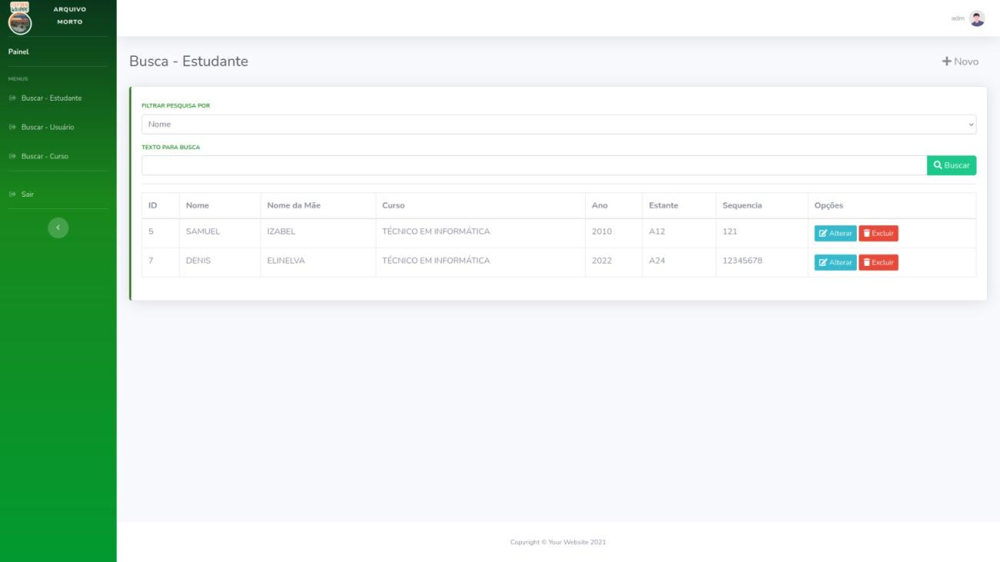 ARQUIVO
MORTO
adm
Painel
Busca - Estudante
Novo
MENUS
Buscar - Estudante
Buscar - Usuário
Buscar - Curso
Sair
FILTRAR PESQUISA POR
Nome
TEXTO PARA BUSCA
Buscar
ID Nome Nome da Mãe Curso Ano Estante Sequencia Opções
5 SAMUEL IZABEL TÉCNICO EM INFORMÁTICA 2010 A12 121 Alterar Excluir
7 DENIS ELINELVA TÉCNICO EM INFORMÁTICA 2022 A24 12345678 Alterar Excluir
Copyright © Your Website 2021